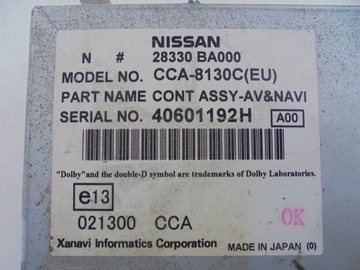 NISSAN
N # 28330 BA000
MODEL NO. CCA-8130C(EU)
PART NAME CONT ASSY-AV&NAVI
SERIAL NO. 40601192H A00
"Dolby" and the double-D symbol are trademarks of Dolby Laboratories.
e13
021300 CCA
OK
Xanavi Informatics Corporation MADE IN JAPAN (0)